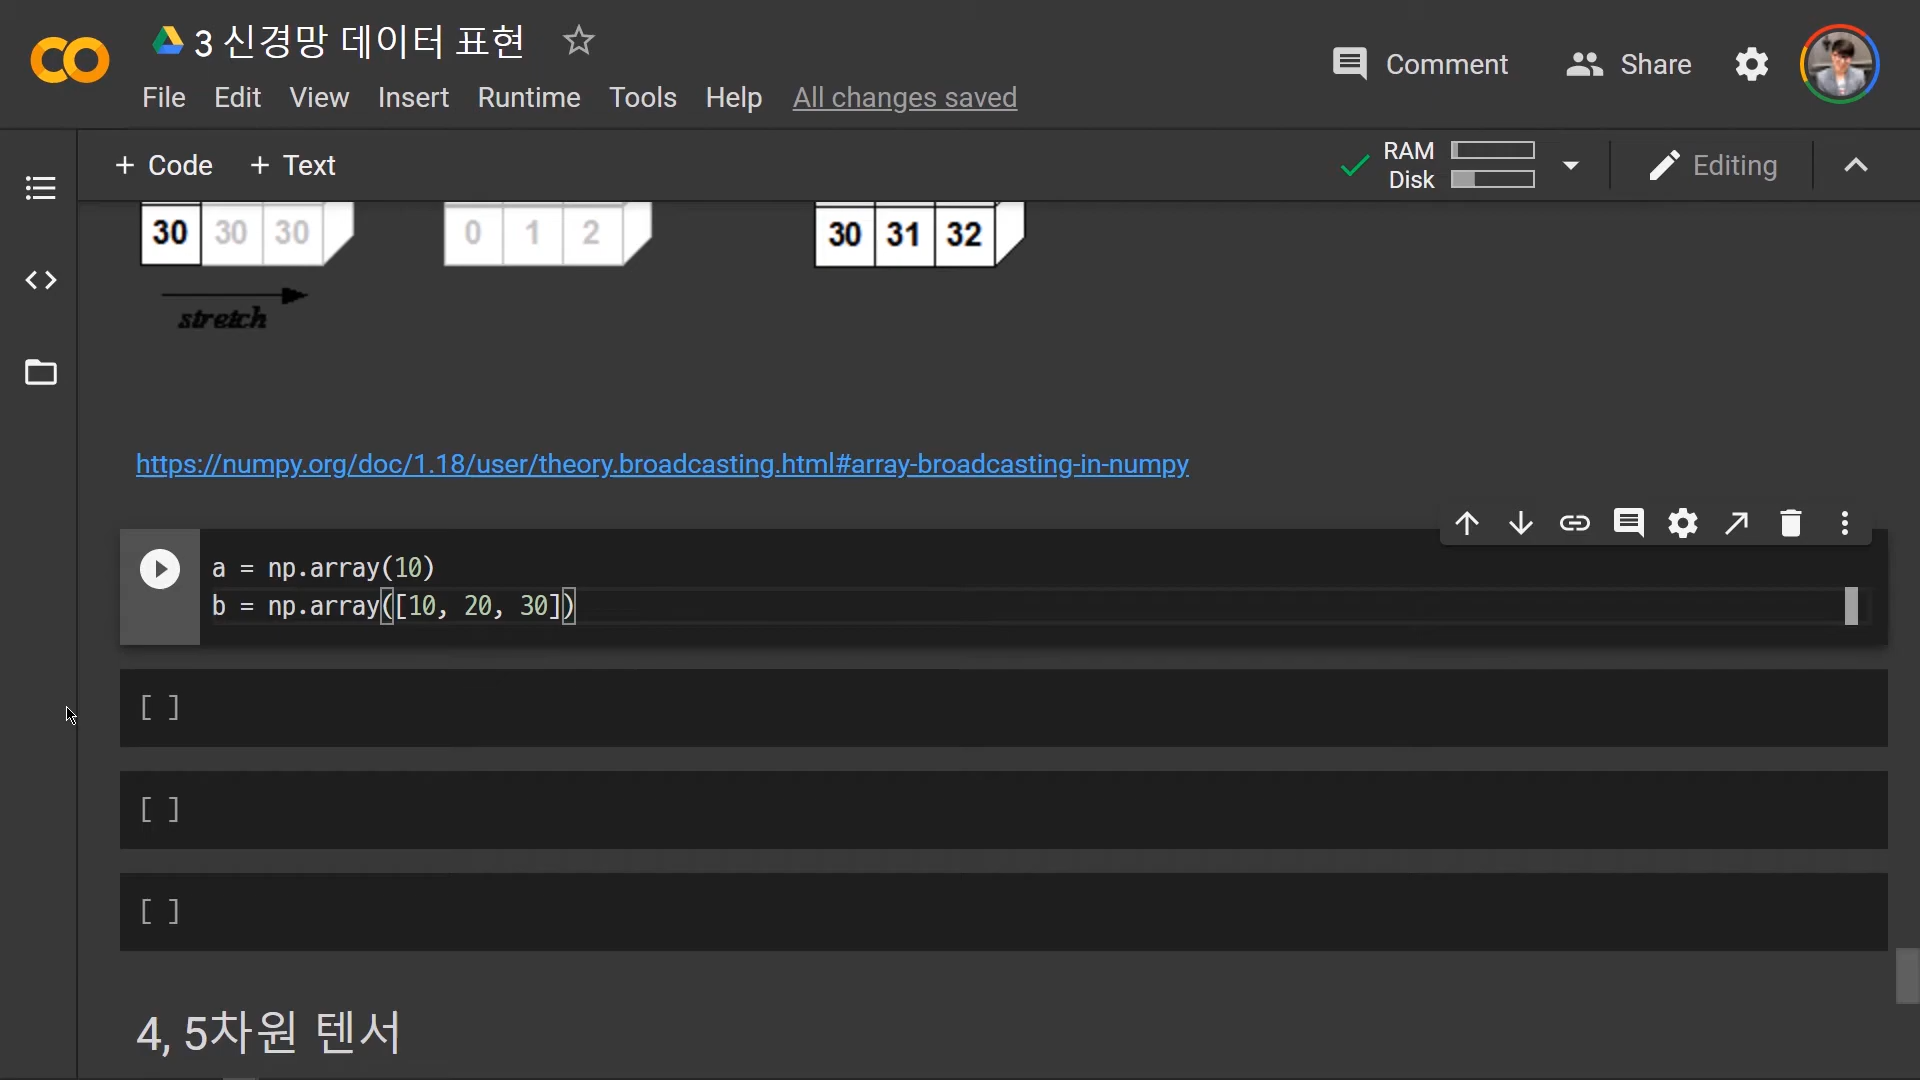 3 신경망 데이터 표현
File Edit View Insert Runtime Tools Help All changes saved
Comment Share
+ Code + Text
RAM
Disk
Editing
30 30 30 0 1 2 30 31 32
stretch
https://numpy.org/doc/1.18/user/theory.broadcasting.html#array-broadcasting-in-numpy
a = np.array(10)
b = np.array([10, 20, 30])
[ ]
[ ]
[ ]
4, 5차원 텐서